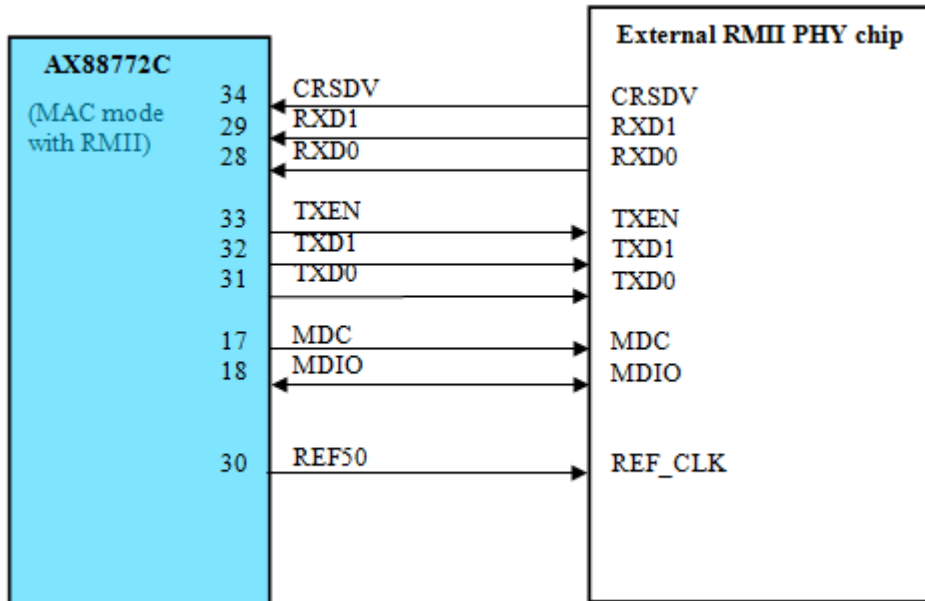 External RMII PHY chip
AX88772C
(MAC mode
with RMII)
34 CRSDV CRSDV
29 RXD1 RXD1
28 RXD0 RXD0
33 TXEN TXEN
32 TXD1 TXD1
31 TXD0 TXD0
17 MDC MDC
18 MDIO MDIO
30 REF50 REF_CLK